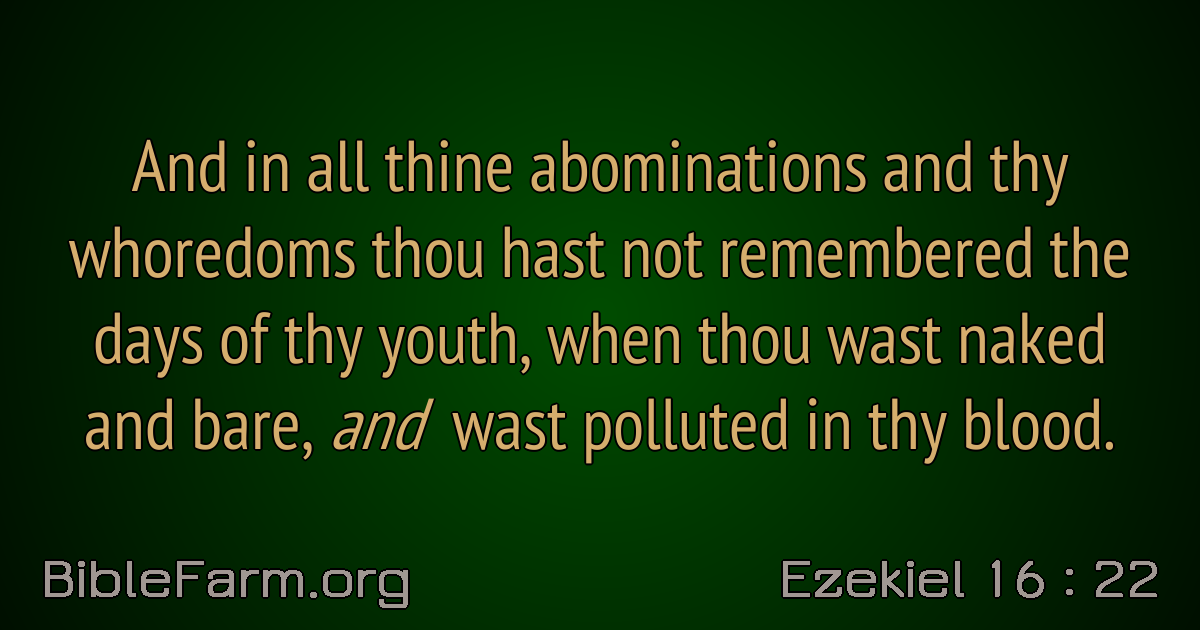 And in all thine abominations and thy
whoredoms thou hast not remembered the
days of thy youth, when thou wast naked
and bare, and wast polluted in thy blood.
BibleFarm.org
Ezekiel 16 : 22